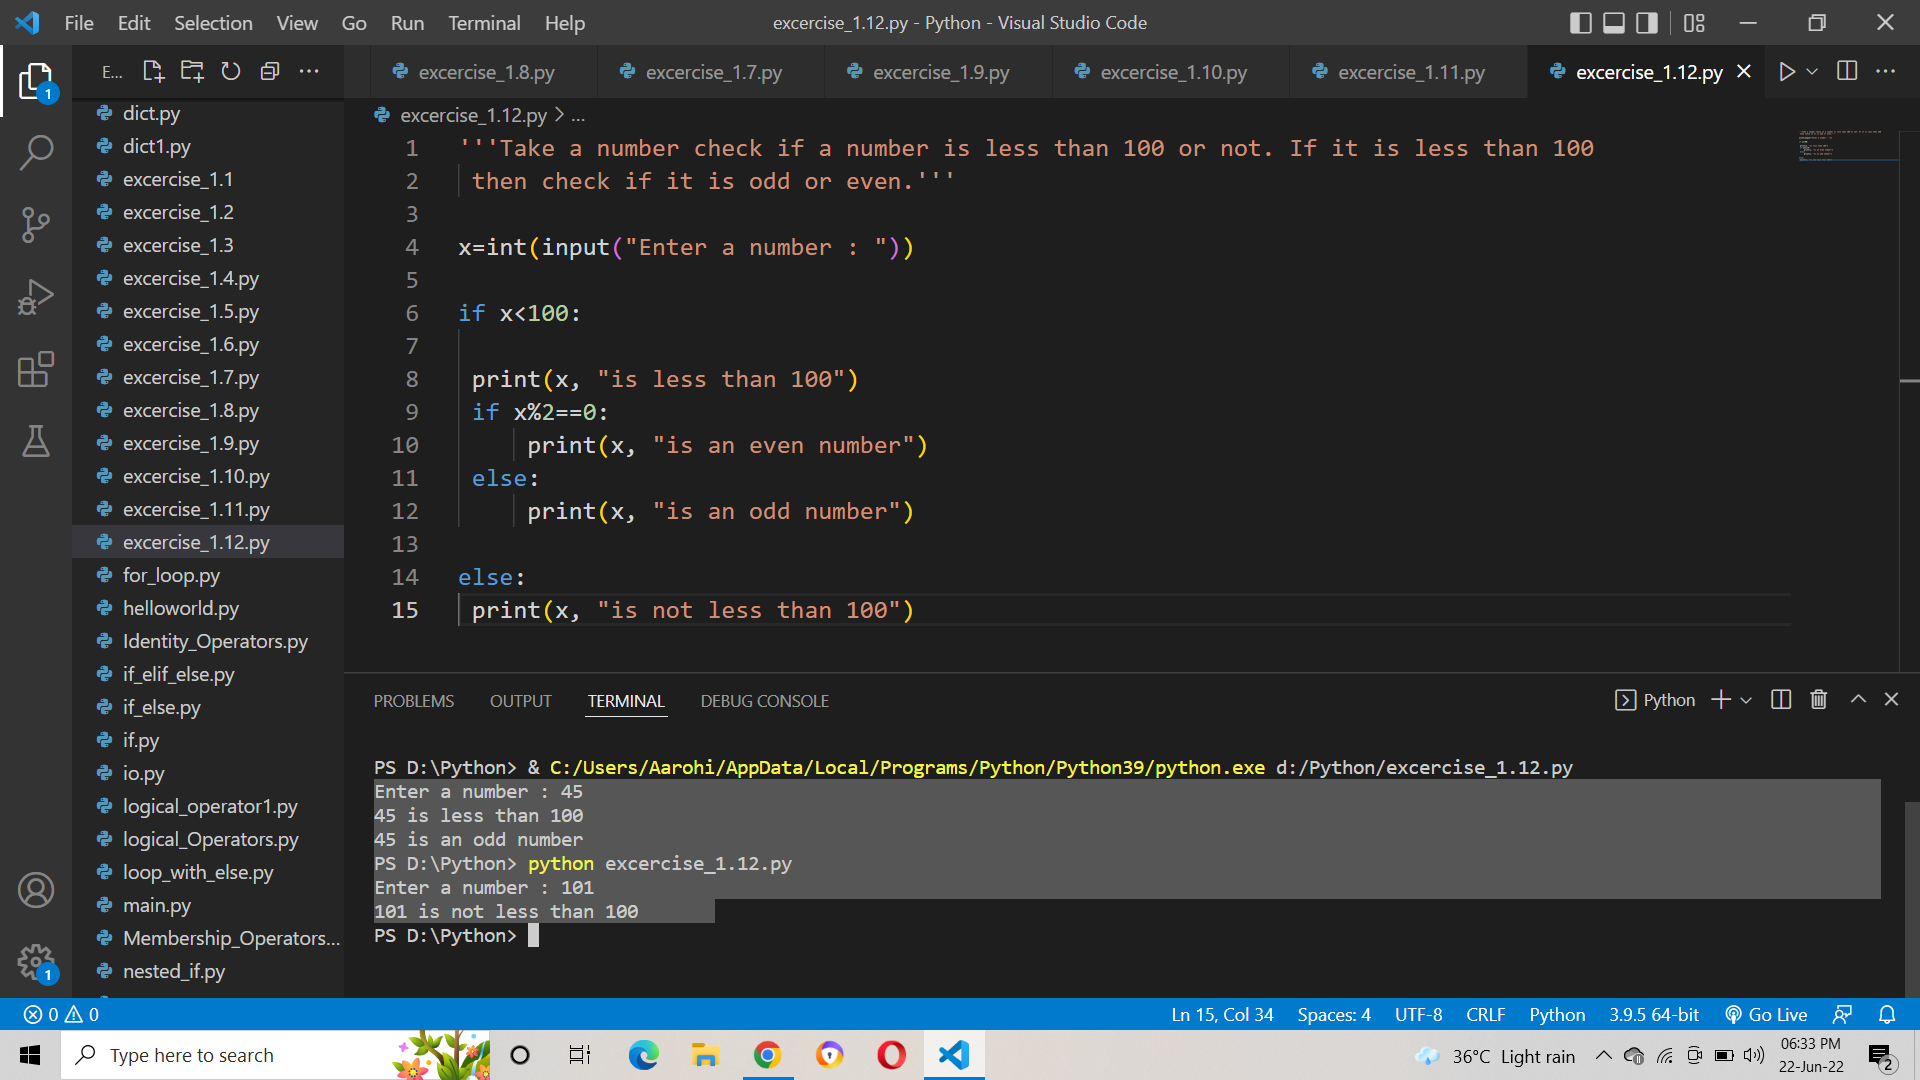 File Edit Selection View Go Run Terminal Help
excercise_1.12.py - Python - Visual Studio Code
E...
excercise_1.8.py excercise_1.7.py excercise_1.9.py excercise_1.10.py excercise_1.11.py excercise_1.12.py
1
dict.py
dict1.py
excercise_1.1
excercise_1.2
excercise_1.3
excercise_1.4.py
excercise_1.5.py
excercise_1.6.py
excercise_1.7.py
excercise_1.8.py
excercise_1.9.py
excercise_1.10.py
excercise_1.11.py
excercise_1.12.py
for_loop.py
helloworld.py
Identity_Operators.py
if_elif_else.py
if_else.py
if.py
io.py
logical_operator1.py
logical_Operators.py
loop_with_else.py
main.py
Membership_Operators...
nested_if.py
1
excercise_1.12.py > ...
1 '''Take a number check if a number is less than 100 or not. If it is less than 100
2 then check if it is odd or even.'''
3
4 x=int(input("Enter a number : "))
5
6 if x<100:
7
8 print(x, "is less than 100")
9 if x%2==0:
10 print(x, "is an even number")
11 else:
12 print(x, "is an odd number")
13
14 else:
15 print(x, "is not less than 100")
PROBLEMS OUTPUT TERMINAL DEBUG CONSOLE
Python
PS D:\Python> & C:/Users/Aarohi/AppData/Local/Programs/Python/Python39/python.exe d:/Python/excercise_1.12.py
Enter a number : 45
45 is less than 100
45 is an odd number
PS D:\Python> python excercise_1.12.py
Enter a number : 101
101 is not less than 100
PS D:\Python>
0 0
Ln 15, Col 34 Spaces: 4 UTF-8 CRLF Python 3.9.5 64-bit Go Live
Type here to search
36°C Light rain
06:33 PM
22-Jun-22
2